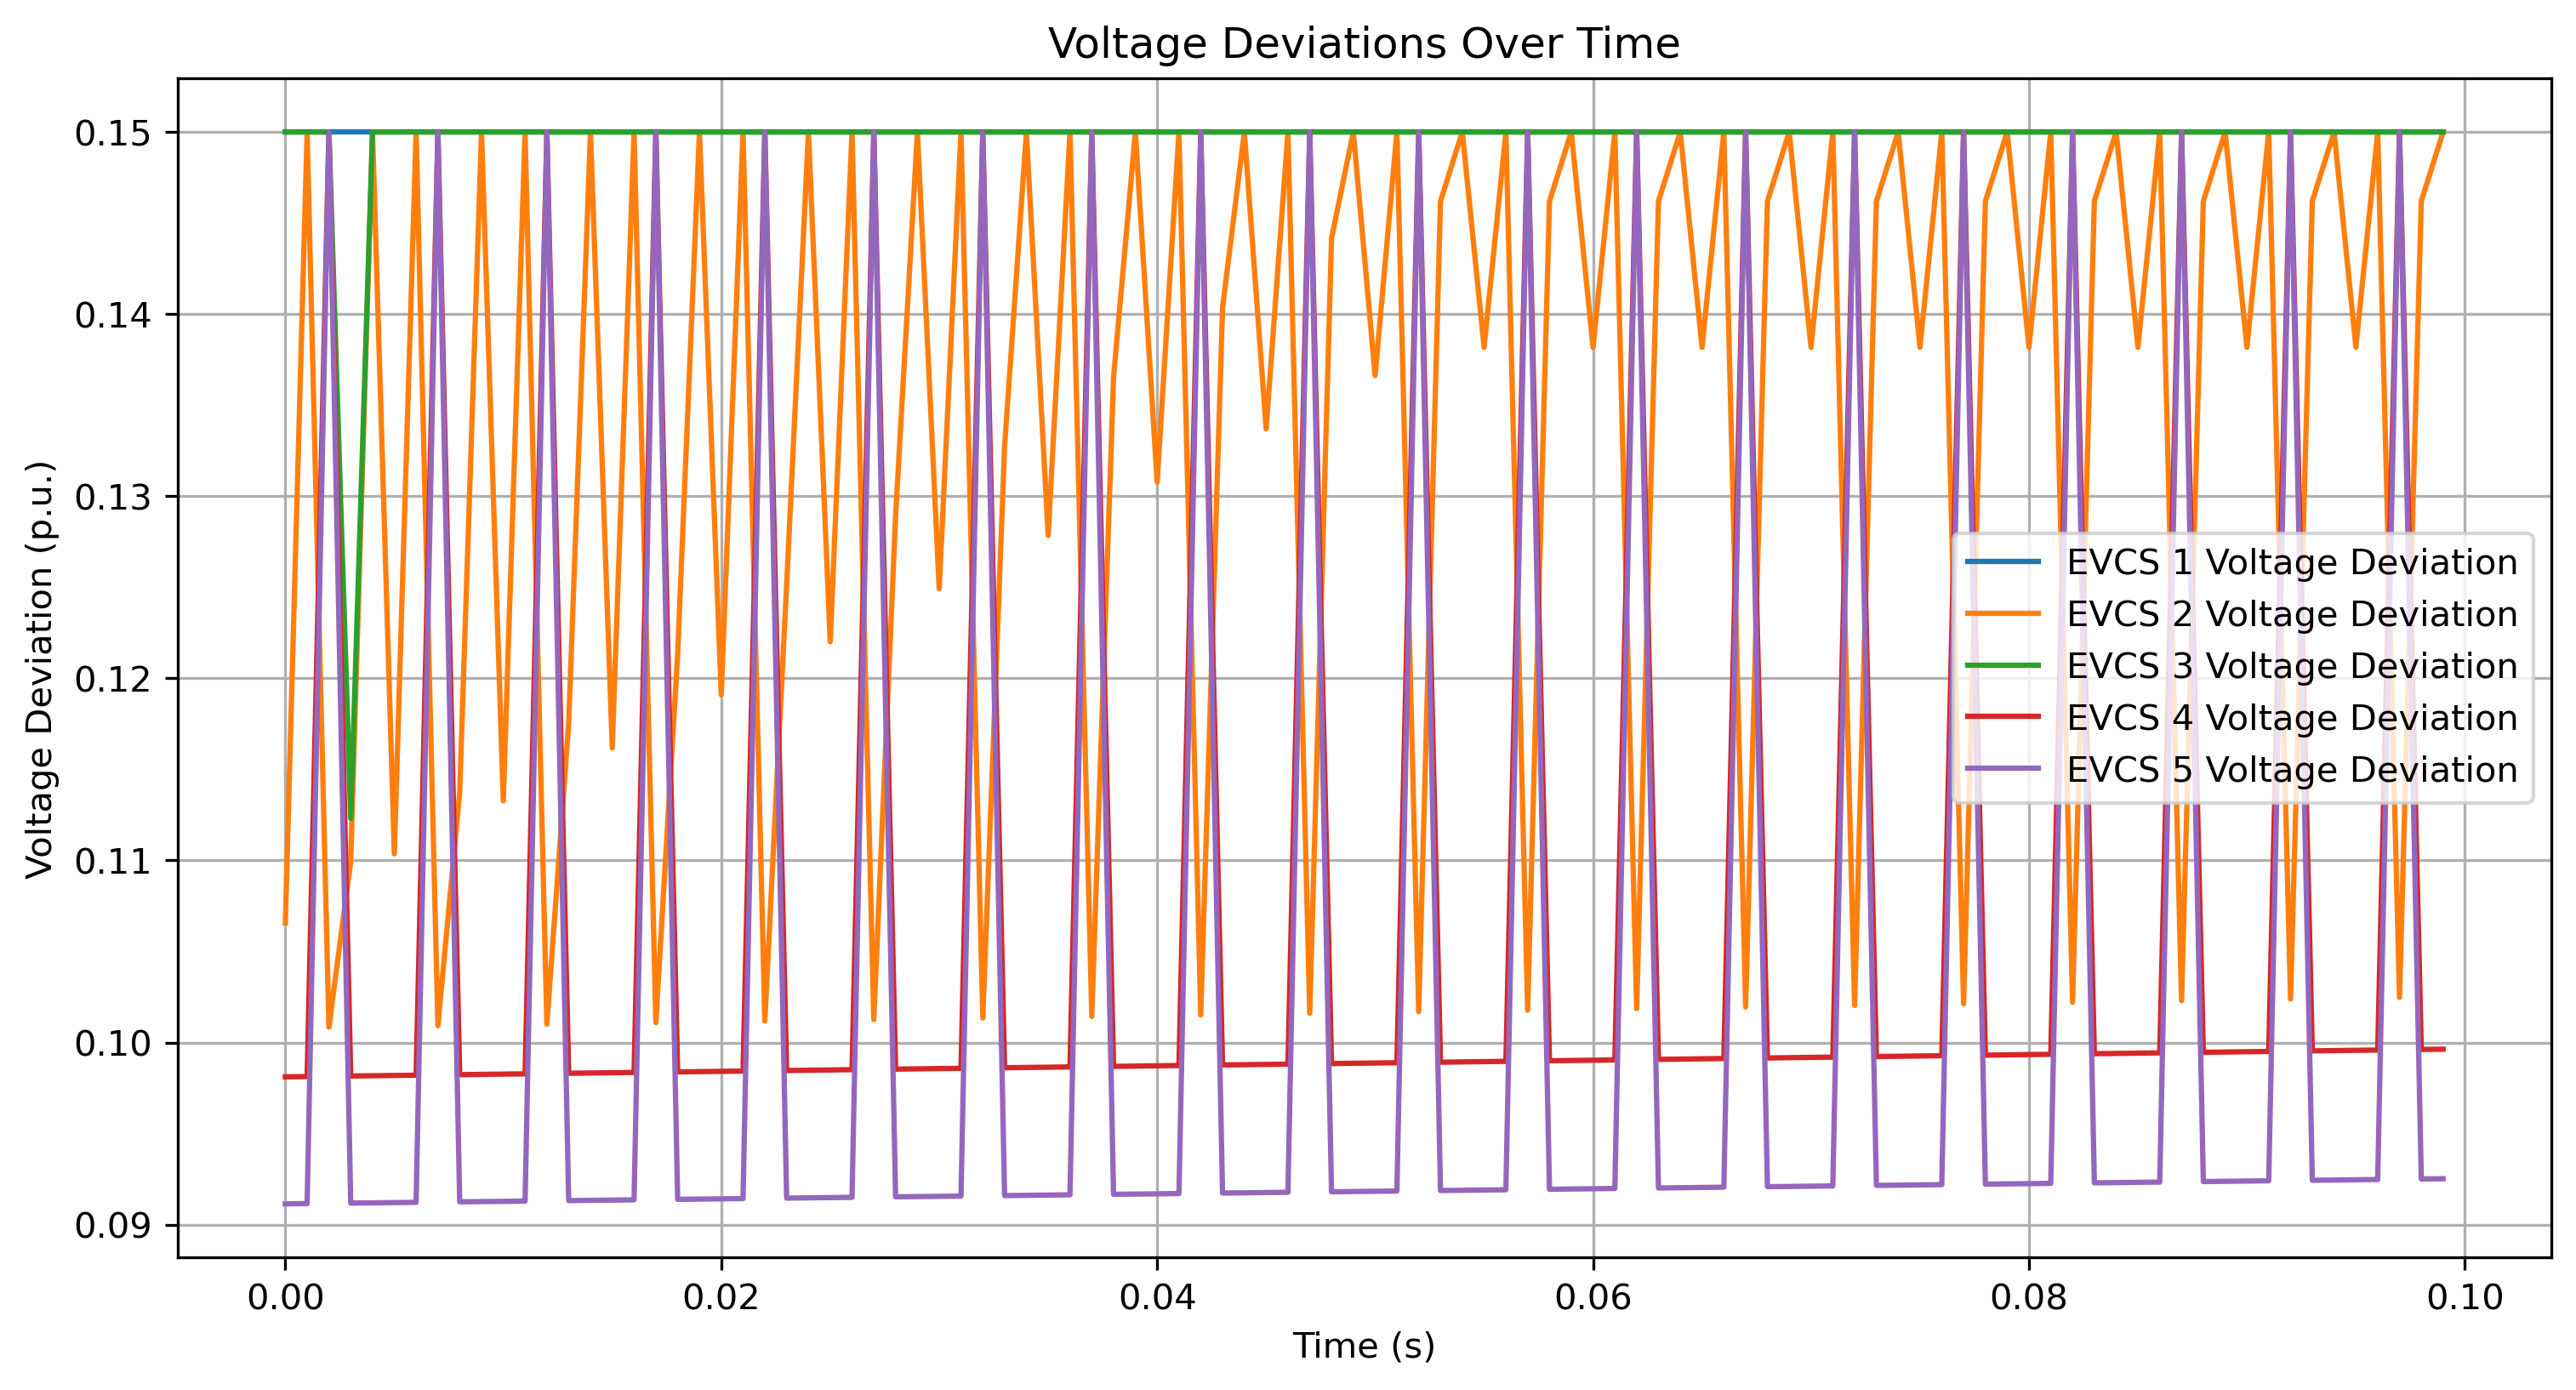 Voltage Deviations Over Time
Voltage Deviation (p.u.)
0.15
0.14
0.13
0.12
0.11
0.10
0.09
EVCS 1 Voltage Deviation
EVCS 2 Voltage Deviation
EVCS 3 Voltage Deviation
EVCS 4 Voltage Deviation
EVCS 5 Voltage Deviation
0.00 0.02 0.04 0.06 0.08 0.10
Time (s)